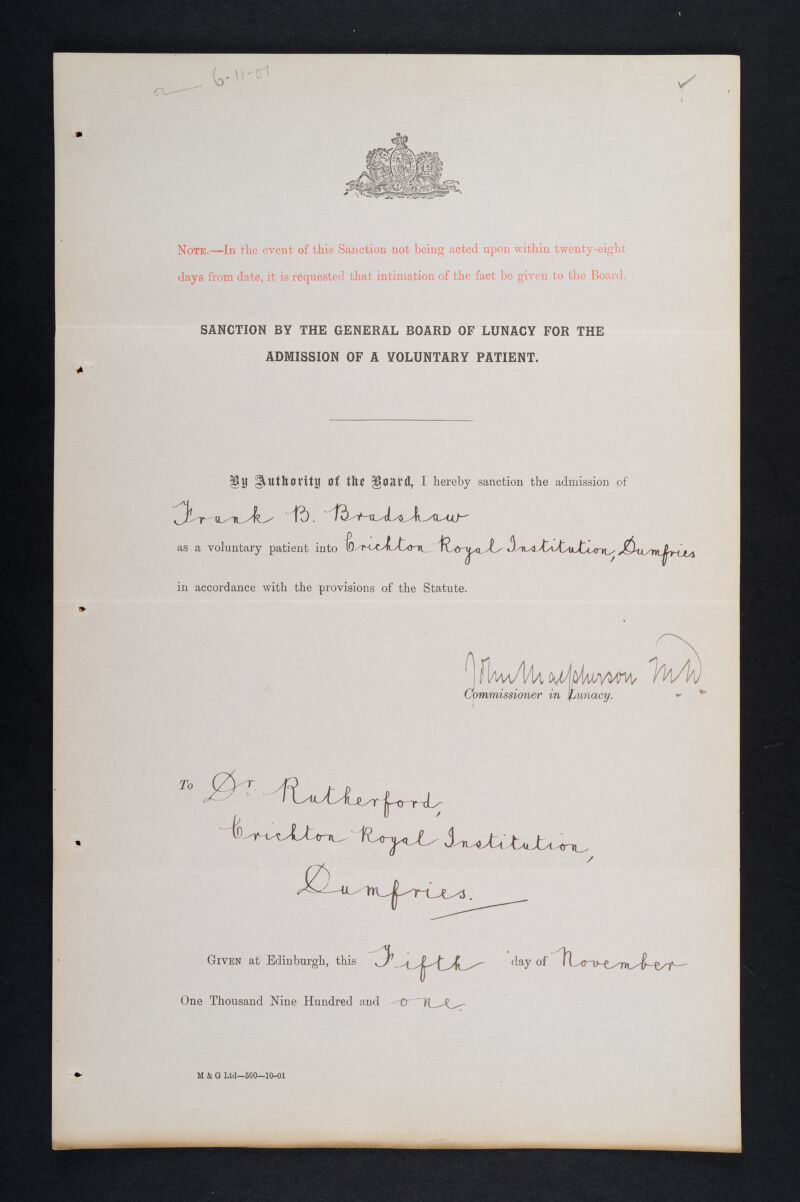 6-11-01
NOTE.—In the event of this Sanction not being acted upon within twenty-eight
days from date, it is requested that intimation of the fact be given to the Board.
SANCTION BY THE GENERAL BOARD OF LUNACY FOR THE
ADMISSION OF A VOLUNTARY PATIENT.
By Authority of the Board, I hereby sanction the admission of
Frank B. Bradshaw
as a voluntary patient into Crichton Royal Institution, Dumfries
in accordance with the provisions of the Statute.
John Macpherson M.D.
Commissioner in Lunacy.
To Dr. Rutherford,
Crichton Royal Institution,
Dumfries.
GIVEN at Edinburgh, this Fifth day of November
One Thousand Nine Hundred and one.
M & G Ltd—500—10-01